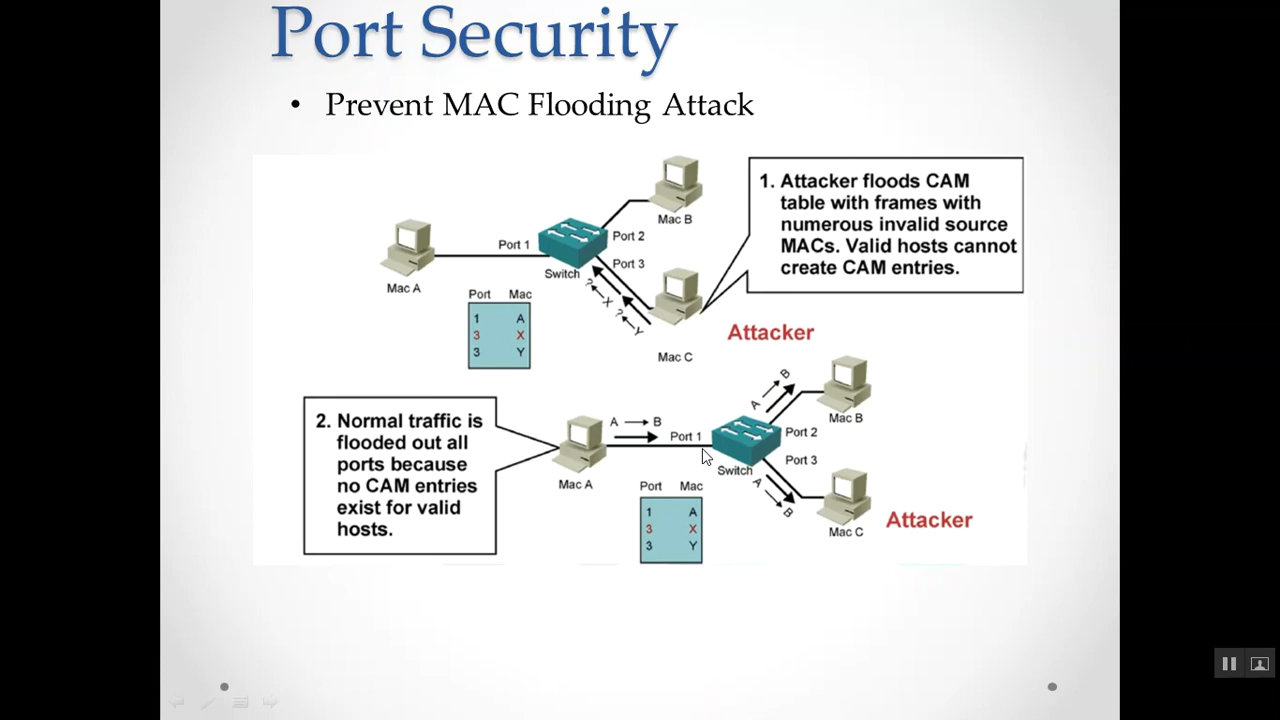 Port Security
• Prevent MAC Flooding Attack
Mac B
1. Attacker floods CAM
table with frames with
numerous invalid source
MACs. Valid hosts cannot
create CAM entries.
Port 1
Port 2
Port 3
Switch
Mac A
?←X
?←Y
Port Mac
1 A
3 X
3 Y
Attacker
Mac C
2. Normal traffic is
flooded out all
ports because
no CAM entries
exist for valid
hosts.
A → B
A → B
Mac B
Port 1
Port 2
Port 3
Switch
Mac A
A → B
Port Mac
1 A
3 X
3 Y
Attacker
Mac C